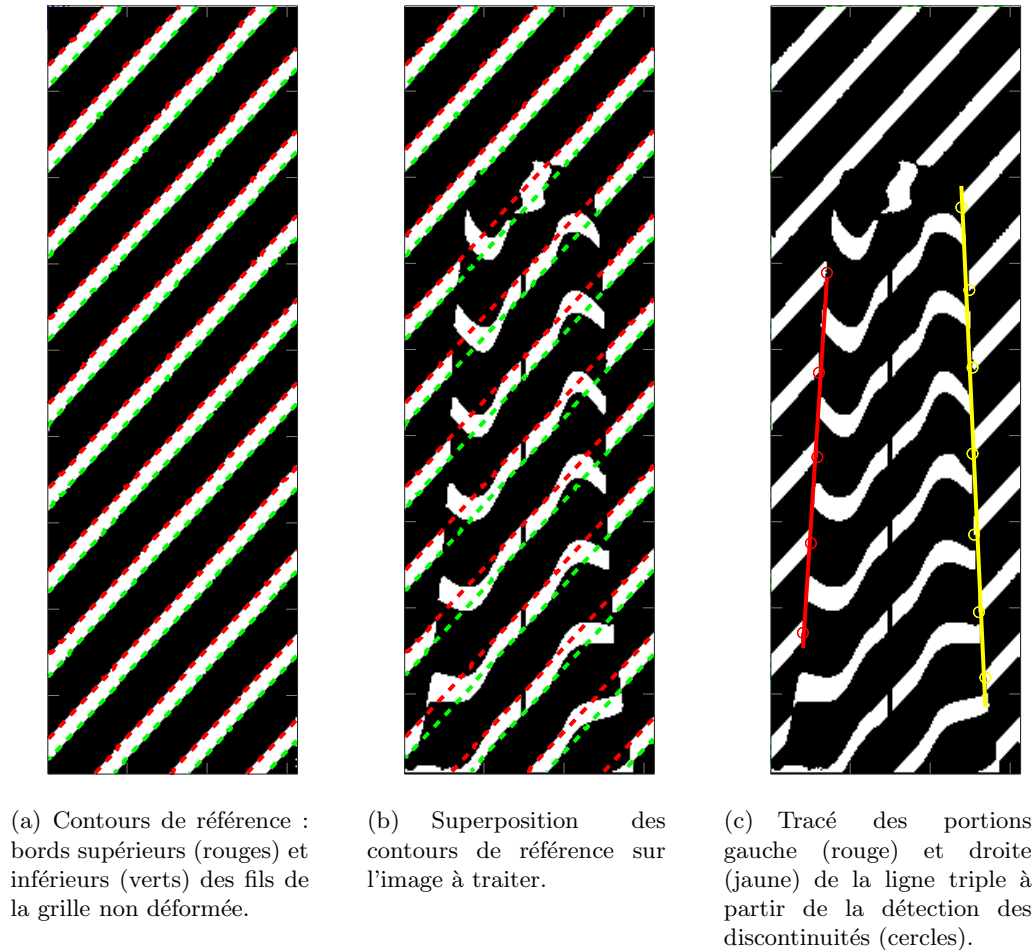 (a) Contours de référence :
bords supérieurs (rouges) et
inférieurs (verts) des fils de
la grille non déformée.
(b) Superposition des
contours de référence sur
l'image à traiter.
(c) Tracé des portions
gauche (rouge) et droite
(jaune) de la ligne triple à
partir de la détection des
discontinuités (cercles).